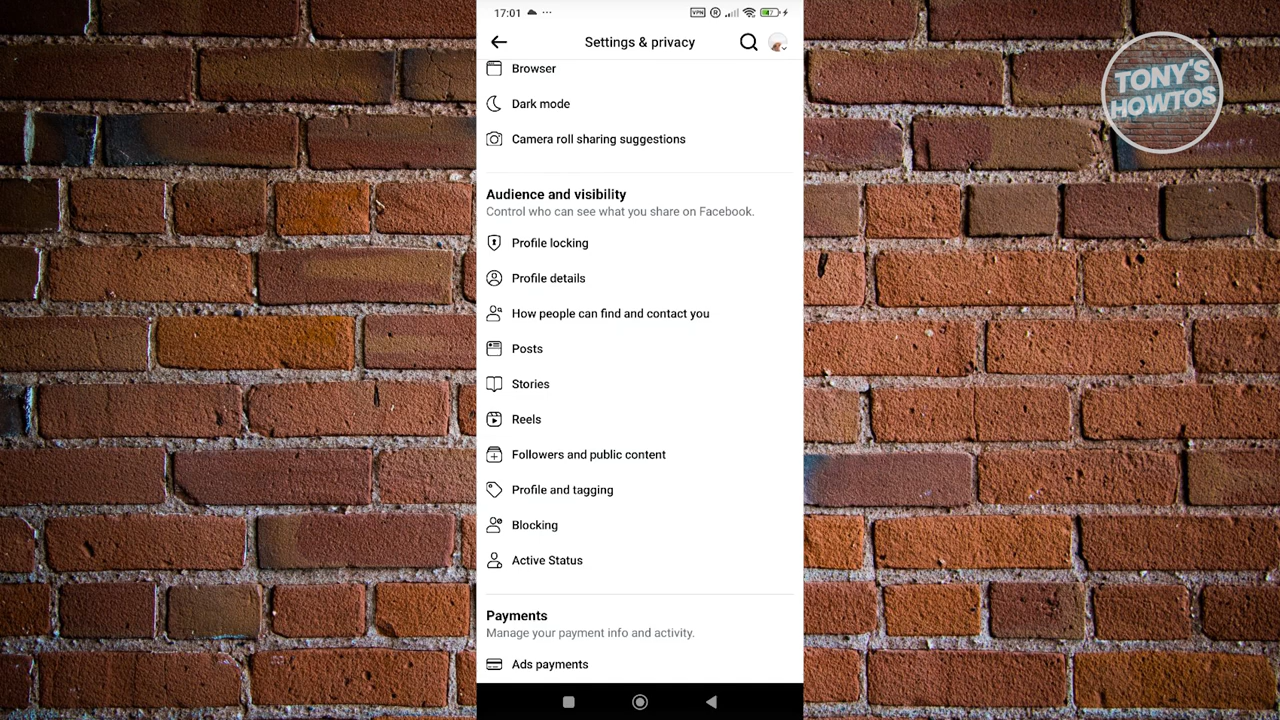 17:01
VPN
R
Settings & privacy
Browser
Dark mode
Camera roll sharing suggestions
Audience and visibility
Control who can see what you share on Facebook.
Profile locking
Profile details
How people can find and contact you
Posts
Stories
Reels
Followers and public content
Profile and tagging
Blocking
Active Status
Payments
Manage your payment info and activity.
Ads payments
TONY'S
HOWTOS